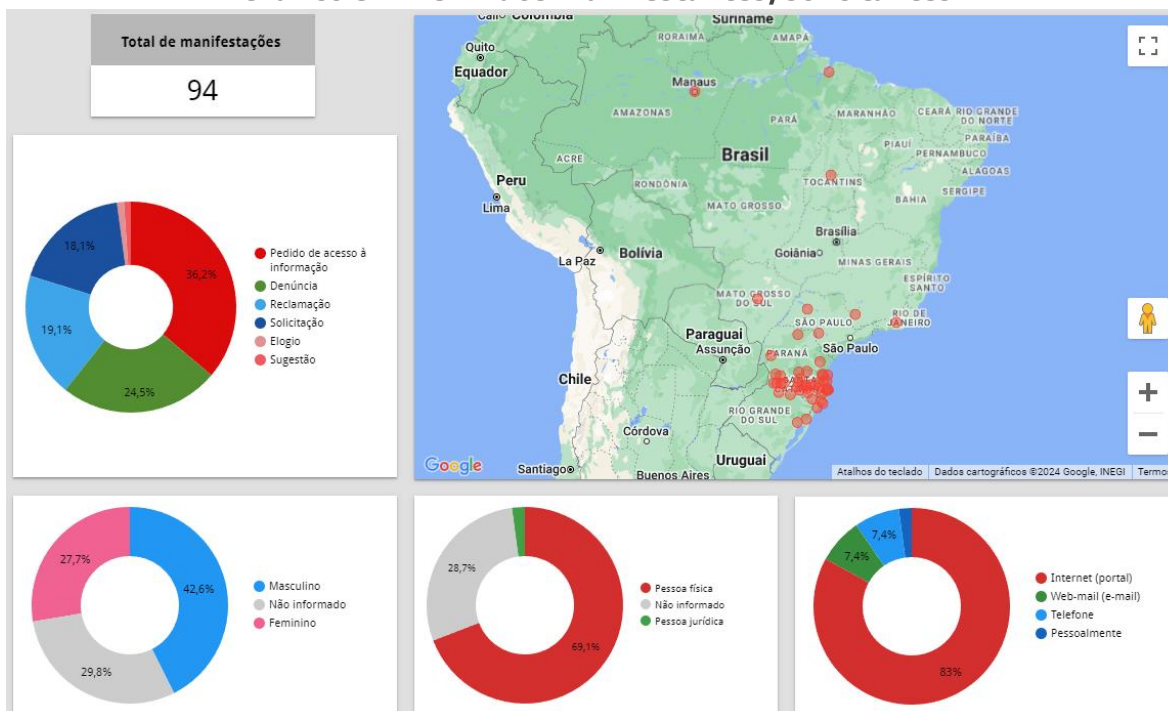 Total de manifestações
94
36,2%
24,5%
19,1%
18,1%
Pedido de acesso à
informação
Denúncia
Reclamação
Solicitação
Elogio
Sugestão
Colombia
Suriname
RORAIMA
AMAPÁ
Quito
Equador
Manaus
AMAZONAS
PARÁ
MARANHÃO
CEARÁ
RIO GRANDE
DO NORTE
PARAÍBA
PIAUÍ
PERNAMBUCO
ACRE
Brasil
ALAGOAS
Peru
RONDÔNIA
TOCANTINS
SERGIPE
Lima
MATO GROSSO
BAHIA
Brasília
Bolívia
Goiânia
La Paz
MINAS GERAIS
ESPÍRITO
SANTO
MATO GROSSO
DO SUL
RIO DE
JANEIRO
SÃO PAULO
Paraguai
São Paulo
Assunção
PARANÁ
Chile
RIO GRANDE
DO SUL
Córdova
Uruguai
Google
Santiago
Buenos Aires
Atalhos do teclado
Dados cartográficos ©2024 Google, INEGI
Termos
42,6%
29,8%
27,7%
Masculino
Não informado
Feminino
28,7%
69,1%
Pessoa física
Não informado
Pessoa jurídica
7,4%
7,4%
83%
Internet (portal)
Web-mail (e-mail)
Telefone
Pessoalmente